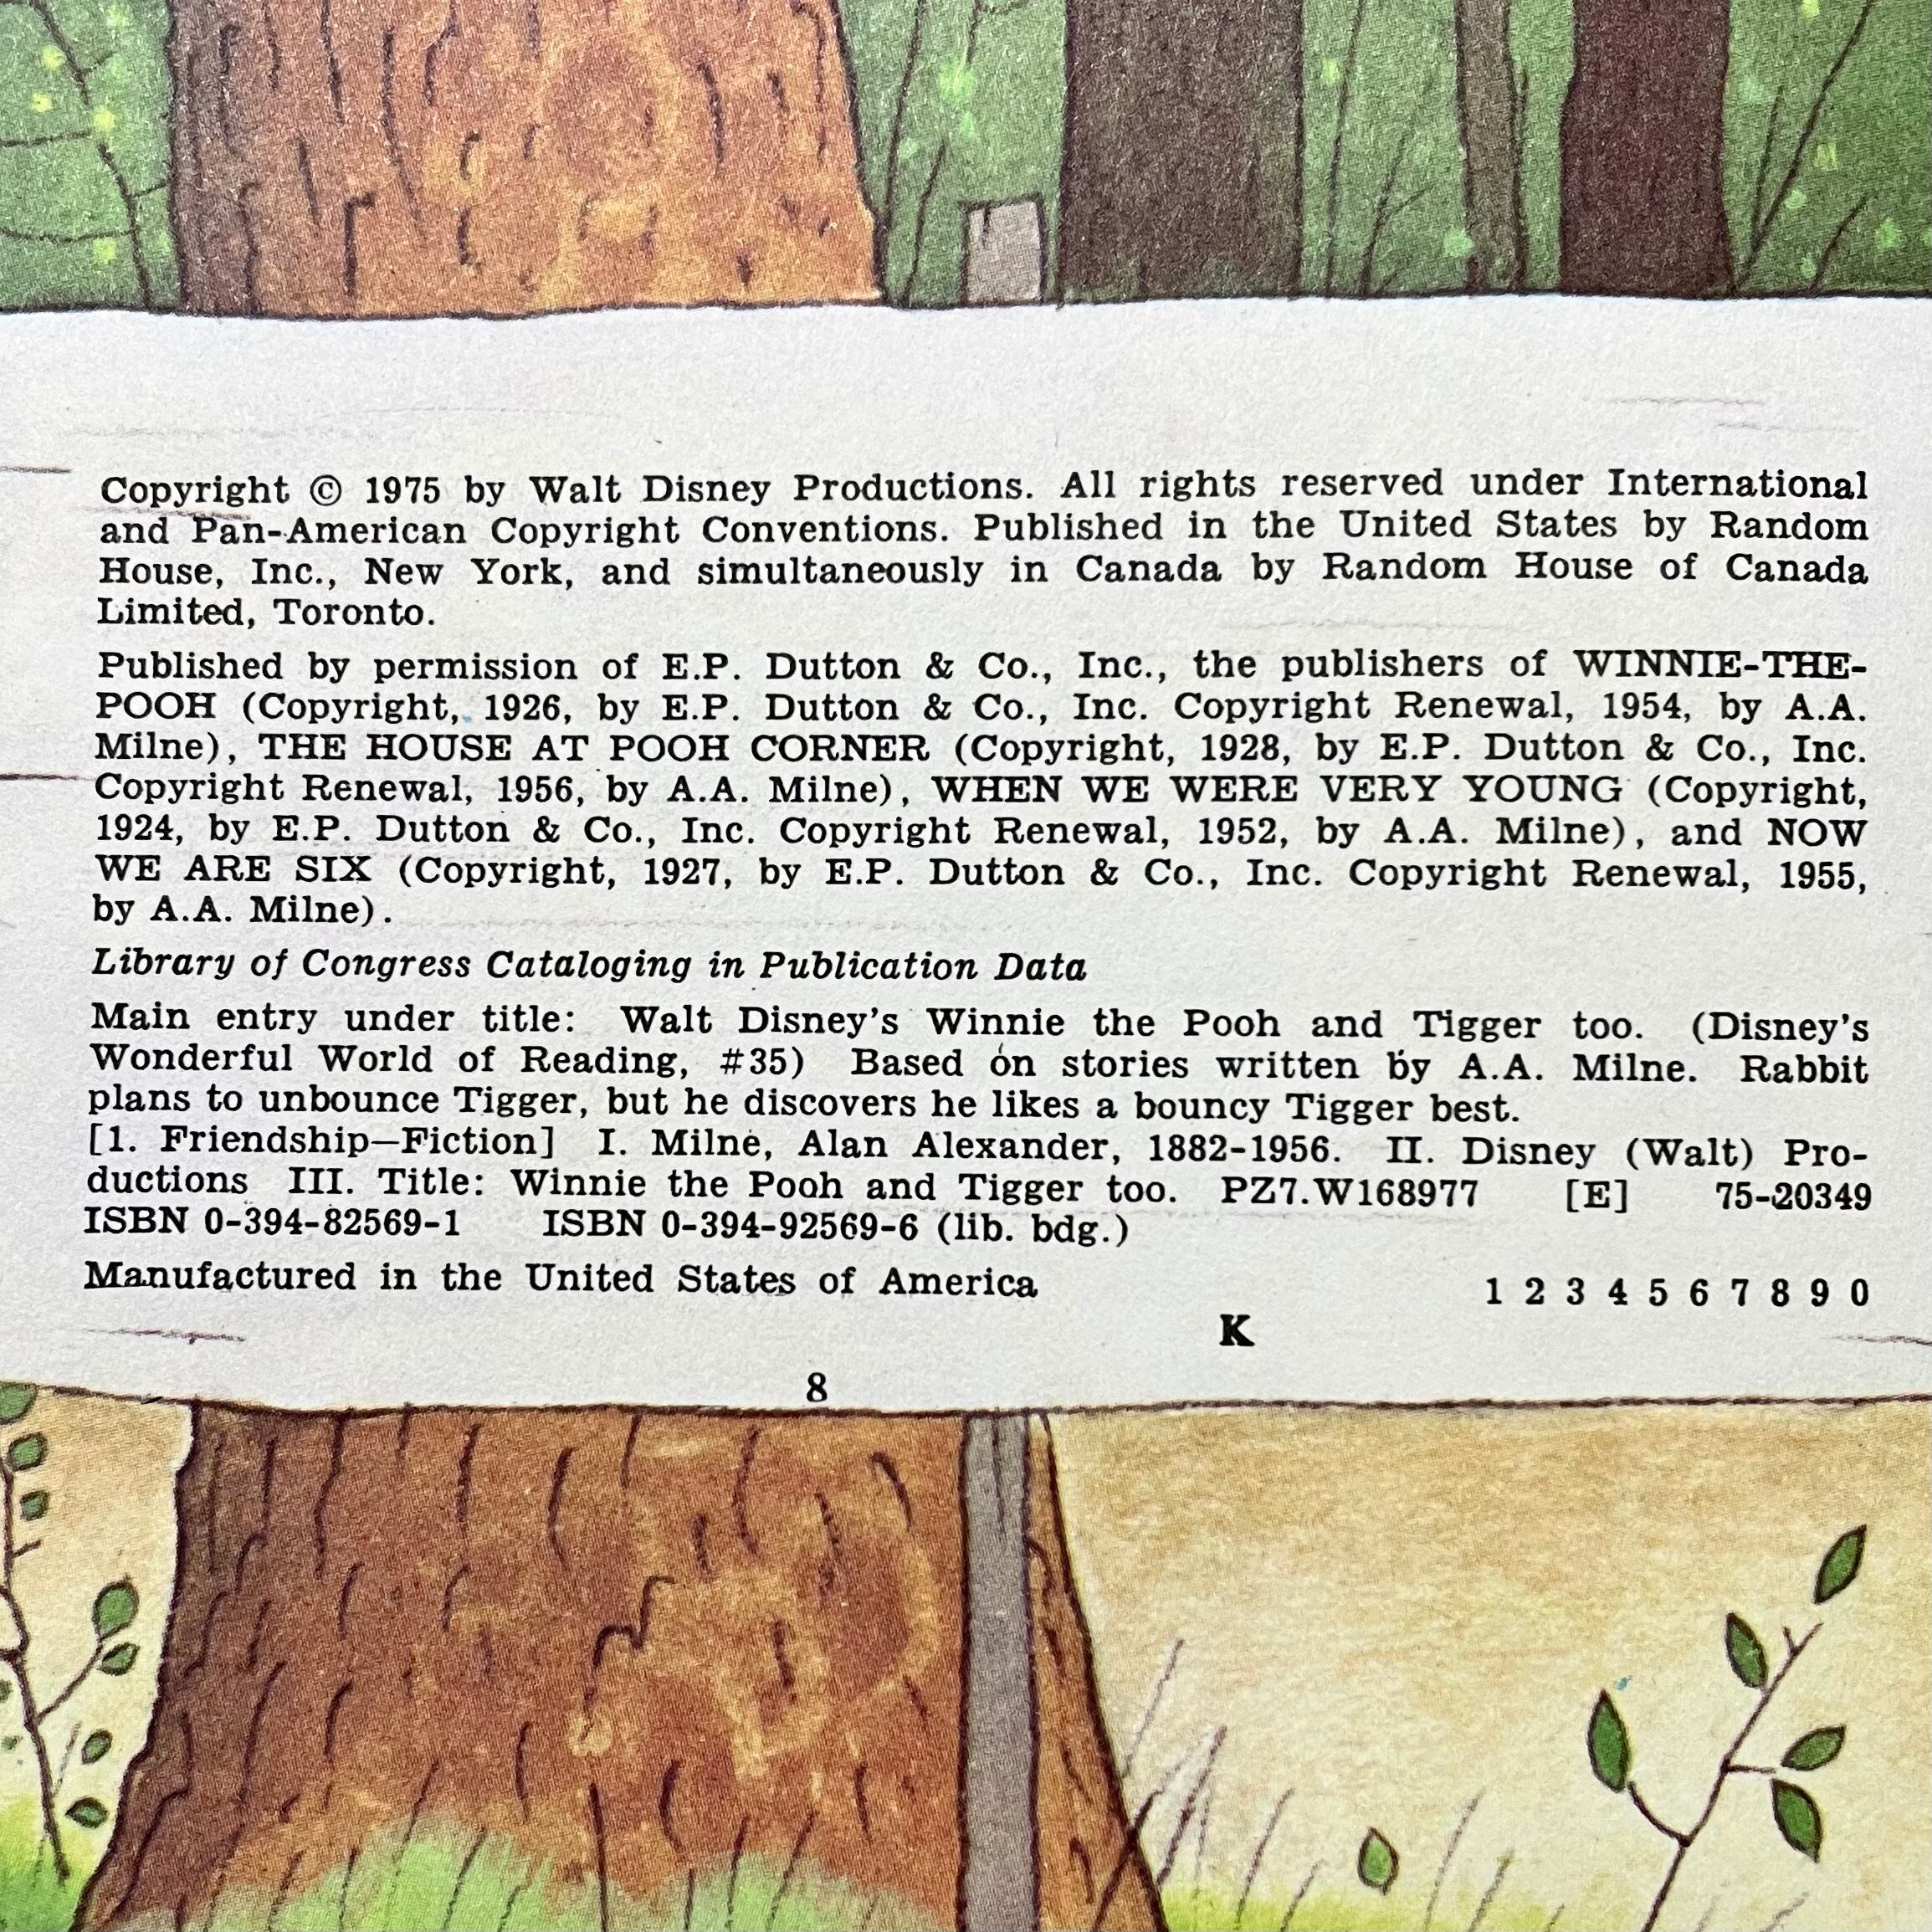 Copyright © 1975 by Walt Disney Productions. All rights reserved under International
and Pan-American Copyright Conventions. Published in the United States by Random
House, Inc., New York, and simultaneously in Canada by Random House of Canada
Limited, Toronto.
Published by permission of E.P. Dutton & Co., Inc., the publishers of WINNIE-THE-
POOH (Copyright, 1926, by E.P. Dutton & Co., Inc. Copyright Renewal, 1954, by A.A.
Milne), THE HOUSE AT POOH CORNER (Copyright, 1928, by E.P. Dutton & Co., Inc.
Copyright Renewal, 1956, by A.A. Milne), WHEN WE WERE VERY YOUNG (Copyright,
1924, by E.P. Dutton & Co., Inc. Copyright Renewal, 1952, by A.A. Milne), and NOW
WE ARE SIX (Copyright, 1927, by E.P. Dutton & Co., Inc. Copyright Renewal, 1955,
by A.A. Milne).
Library of Congress Cataloging in Publication Data
Main entry under title: Walt Disney's Winnie the Pooh and Tigger too. (Disney's
Wonderful World of Reading, #35) Based on stories written by A.A. Milne. Rabbit
plans to unbounce Tigger, but he discovers he likes a bouncy Tigger best.
[1. Friendship—Fiction] I. Milne, Alan Alexander, 1882-1956. II. Disney (Walt) Pro-
ductions III. Title: Winnie the Pooh and Tigger too. PZ7.W168977 [E] 75-20349
ISBN 0-394-82569-1 ISBN 0-394-92569-6 (lib. bdg.)
Manufactured in the United States of America 1 2 3 4 5 6 7 8 9 0
K
8